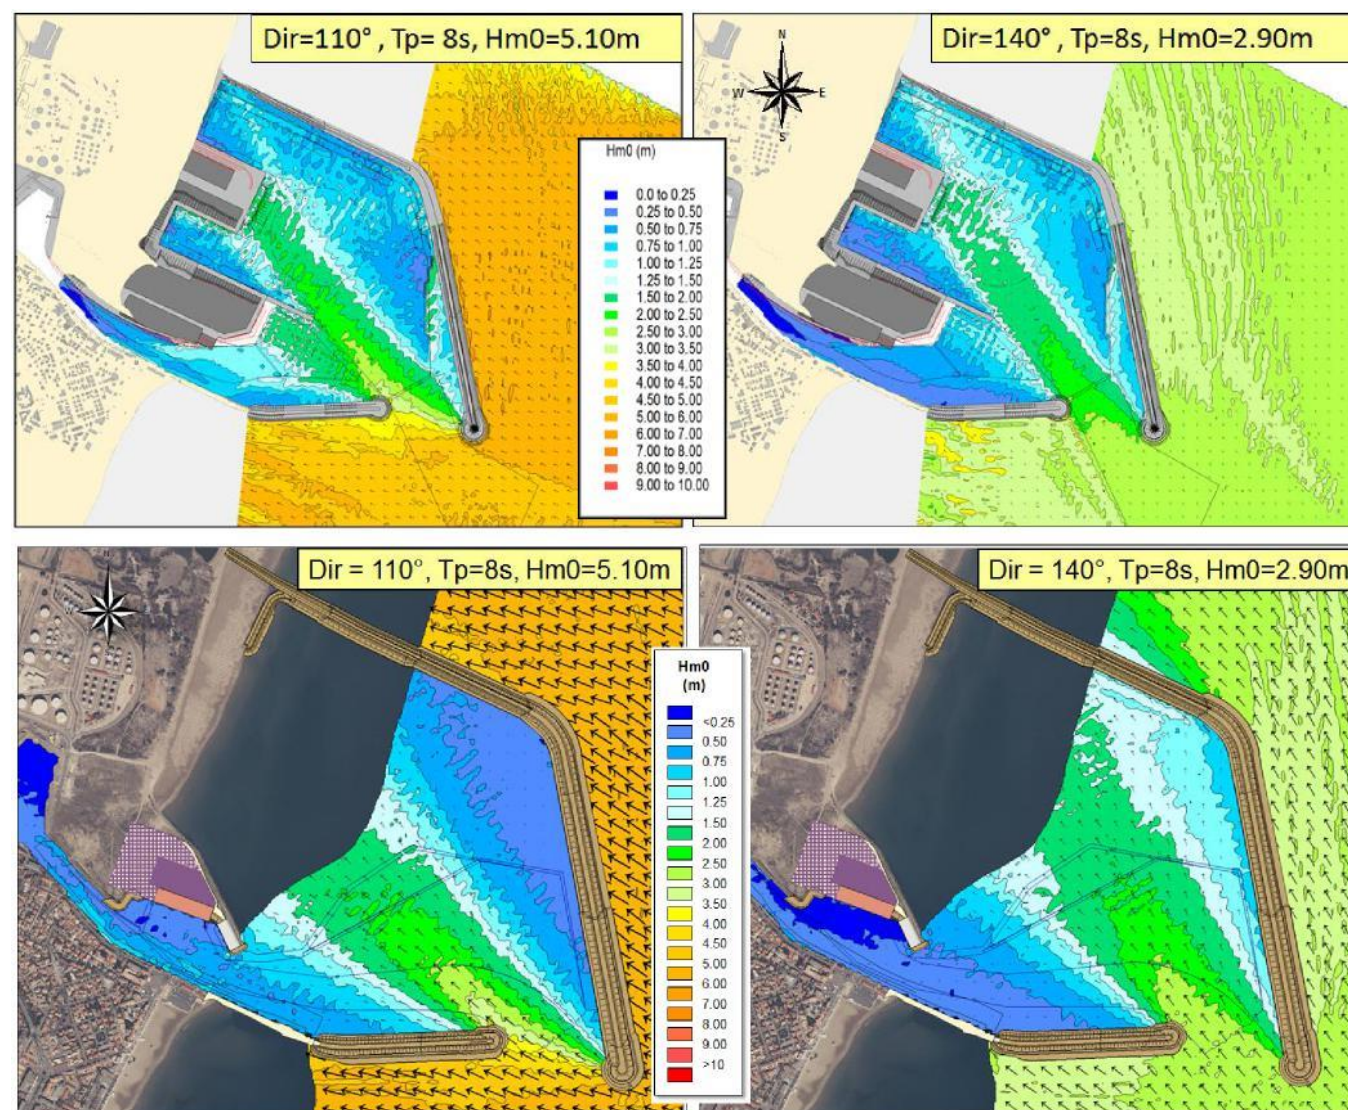 Dir=110° , Tp= 8s, Hm0=5.10m
Dir=140° , Tp=8s, Hm0=2.90m
N
W
E
S
Hm0 (m)
0.0 to 0.25
0.25 to 0.50
0.50 to 0.75
0.75 to 1.00
1.00 to 1.25
1.25 to 1.50
1.50 to 2.00
2.00 to 2.50
2.50 to 3.00
3.00 to 3.50
3.50 to 4.00
4.00 to 4.50
4.50 to 5.00
5.00 to 6.00
6.00 to 7.00
7.00 to 8.00
8.00 to 9.00
9.00 to 10.00
Dir = 110°, Tp=8s, Hm0=5.10m
Dir = 140°, Tp=8s, Hm0=2.90m
Hm0
(m)
<0.25
0.50
0.75
1.00
1.25
1.50
2.00
2.50
3.00
3.50
4.00
4.50
5.00
6.00
7.00
8.00
9.00
>10